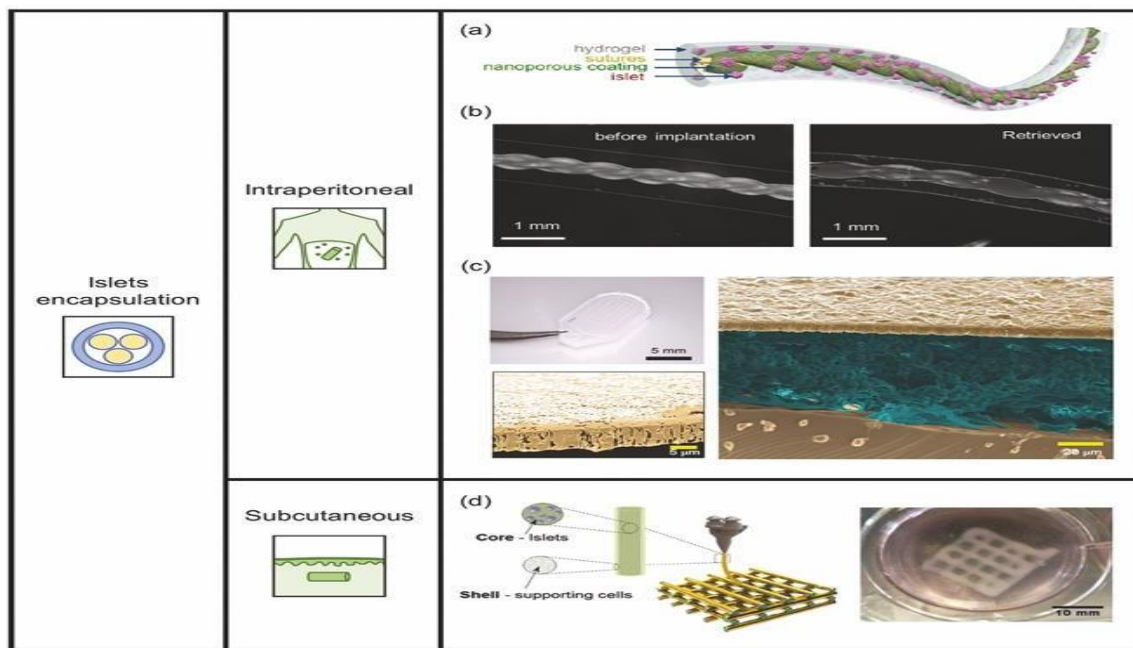 Islets
encapsulation
Intraperitoneal
Subcutaneous
(a)
hydrogel
sutures
nanoporous coating
islet
(b)
before implantation
Retrieved
1 mm
1 mm
(c)
5 mm
5 µm
20 µm
(d)
Core - Islets
Shell - supporting cells
10 mm